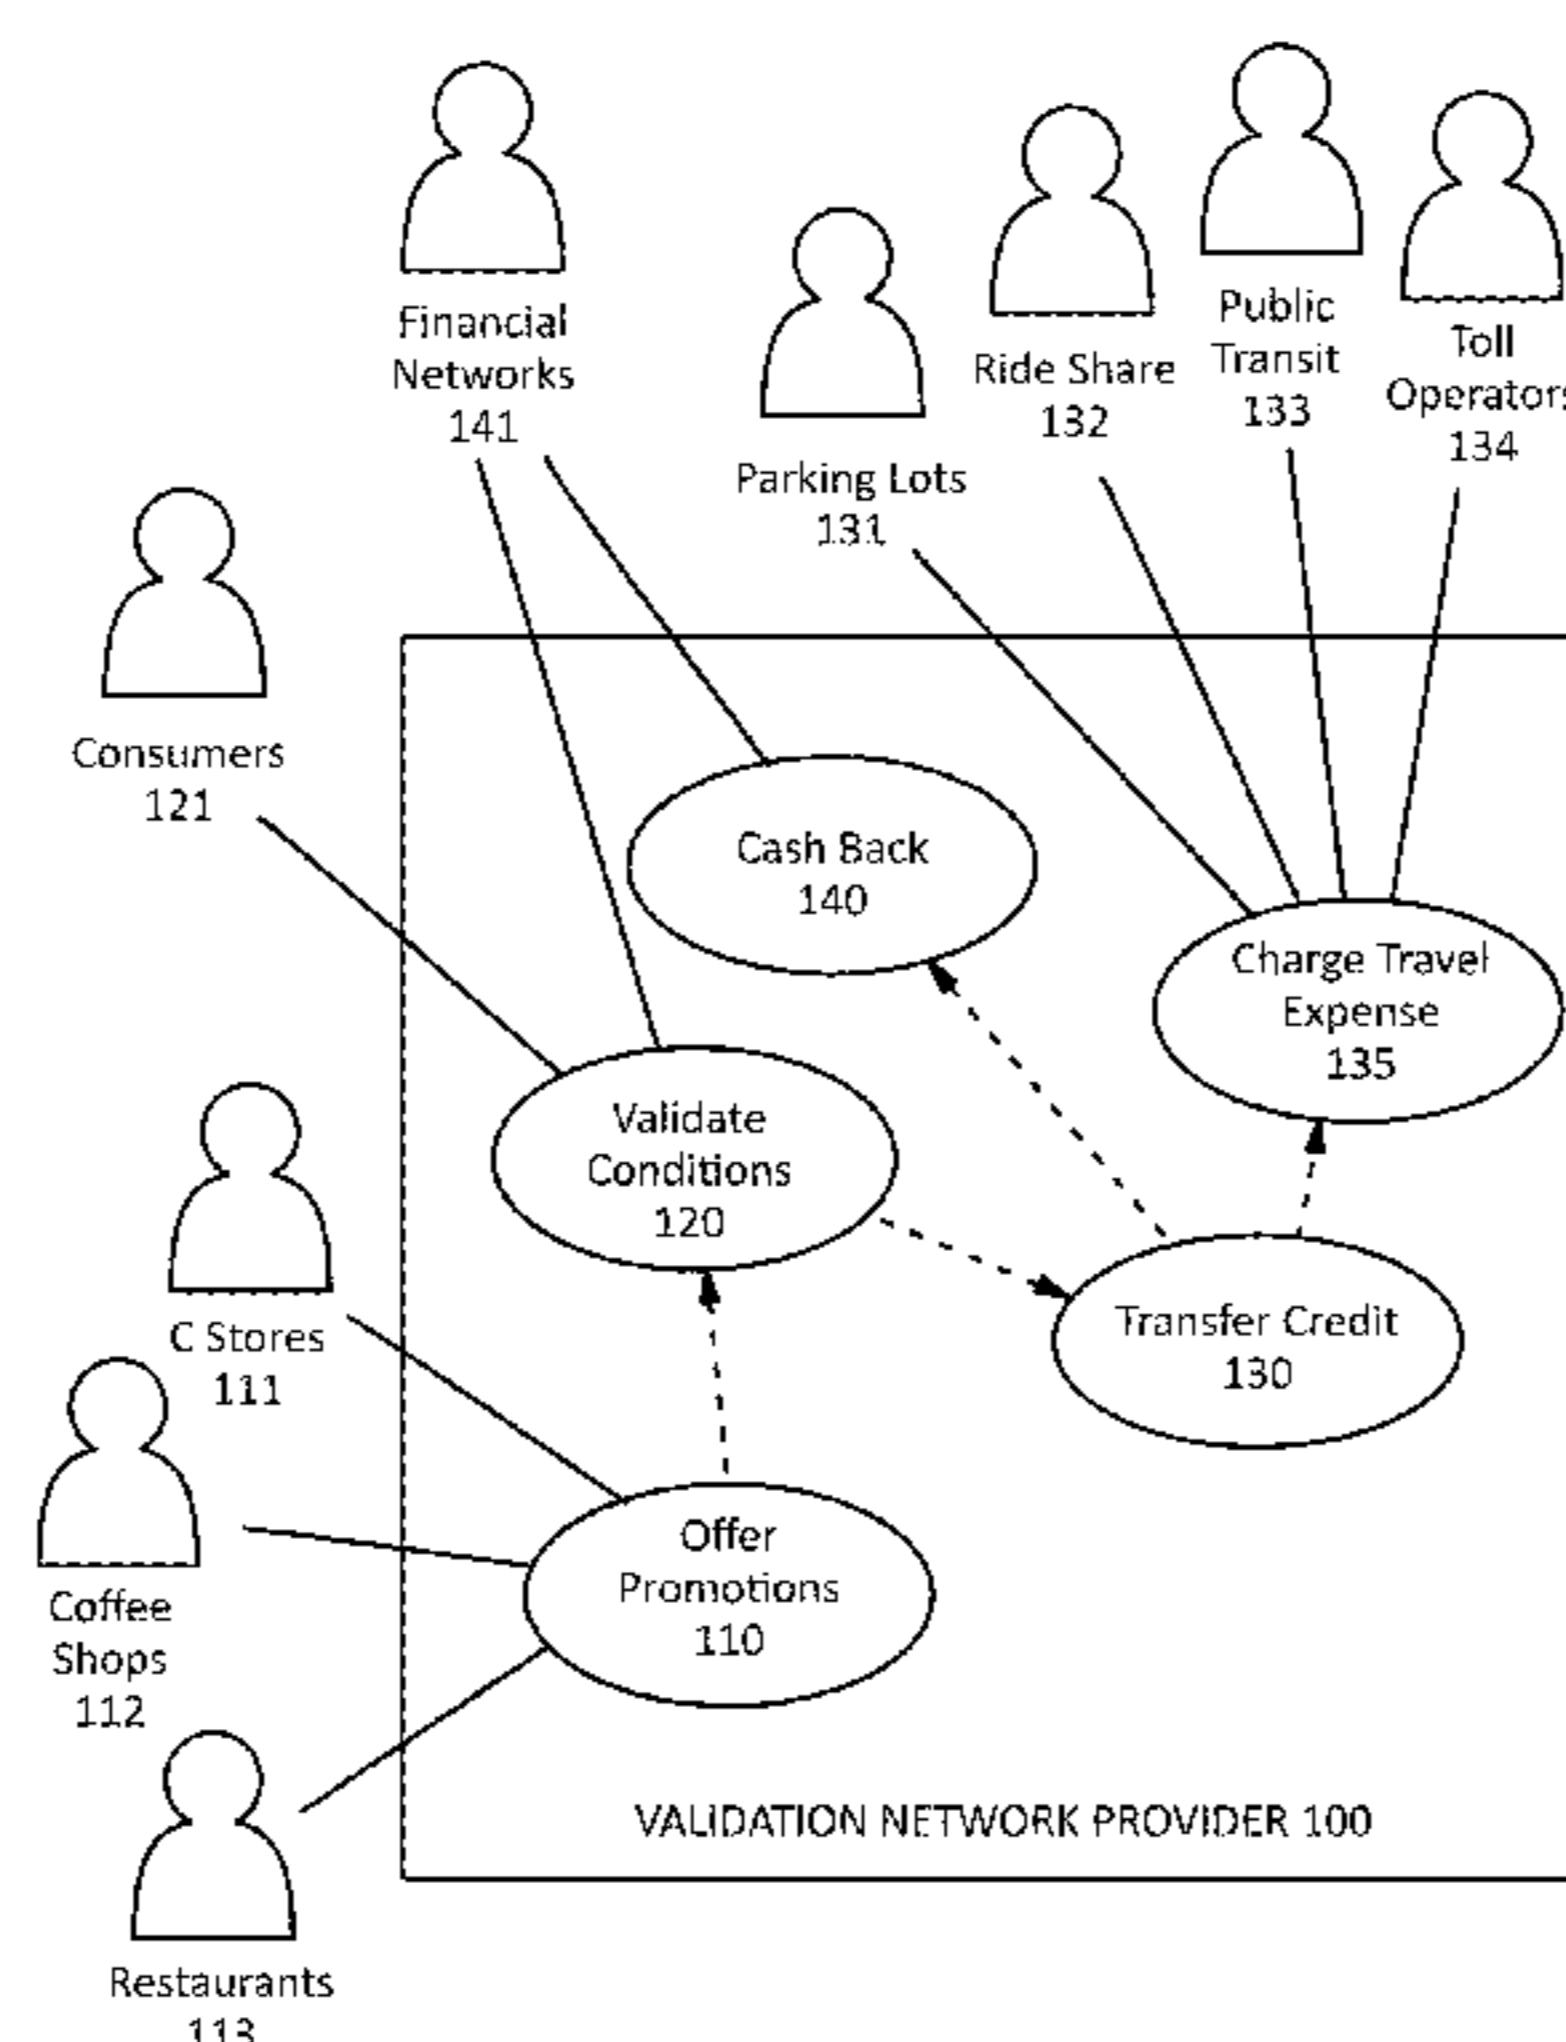 Financial
Networks
141
Parking Lots
131
Ride Share
132
Public
Transit
133
Toll
Operators
134
Consumers
121
Cash Back
140
Charge Travel
Expense
135
Validate
Conditions
120
Transfer Credit
130
C Stores
111
Coffee
Shops
112
Offer
Promotions
110
Restaurants
113
VALIDATION NETWORK PROVIDER 100